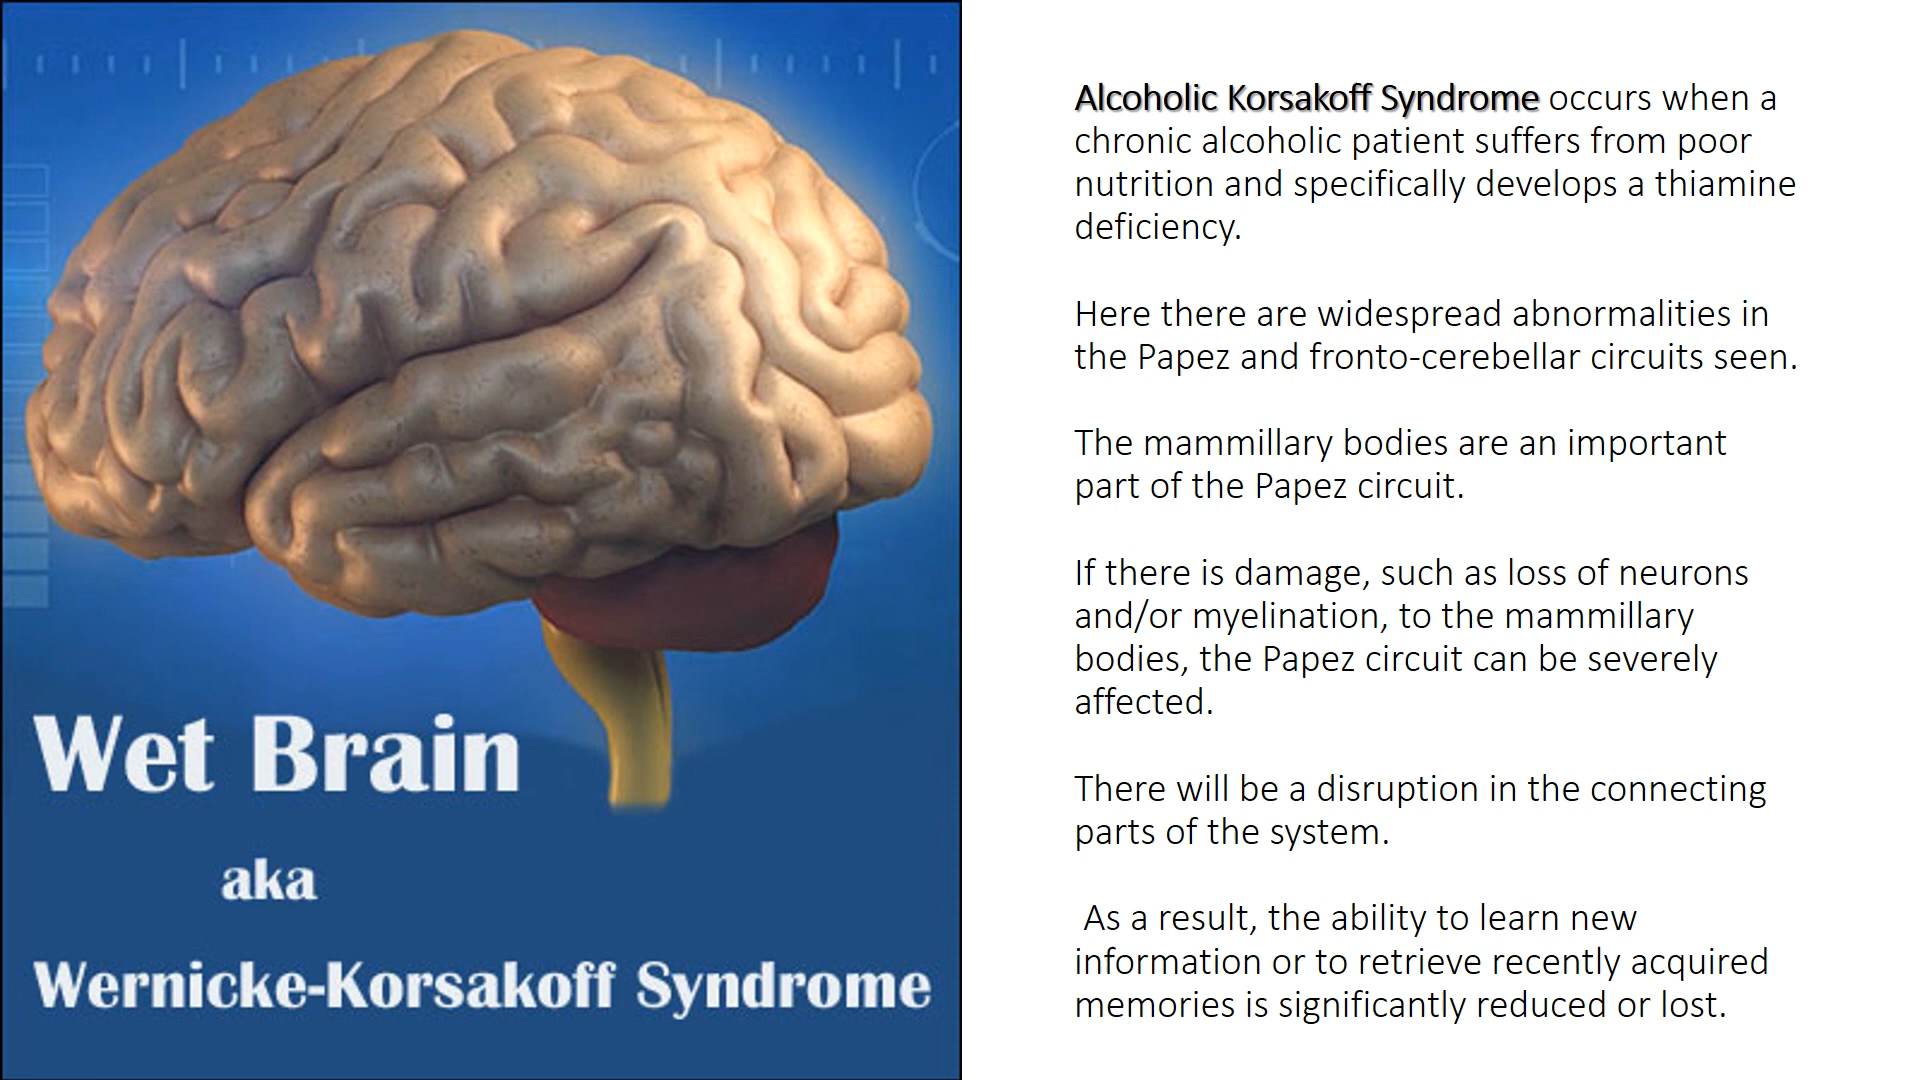 Wet Brain
aka
Wernicke-Korsakoff Syndrome
Alcoholic Korsakoff Syndrome occurs when a
chronic alcoholic patient suffers from poor
nutrition and specifically develops a thiamine
deficiency.
Here there are widespread abnormalities in
the Papez and fronto-cerebellar circuits seen.
The mammillary bodies are an important
part of the Papez circuit.
If there is damage, such as loss of neurons
and/or myelination, to the mammillary
bodies, the Papez circuit can be severely
affected.
There will be a disruption in the connecting
parts of the system.
As a result, the ability to learn new
information or to retrieve recently acquired
memories is significantly reduced or lost.